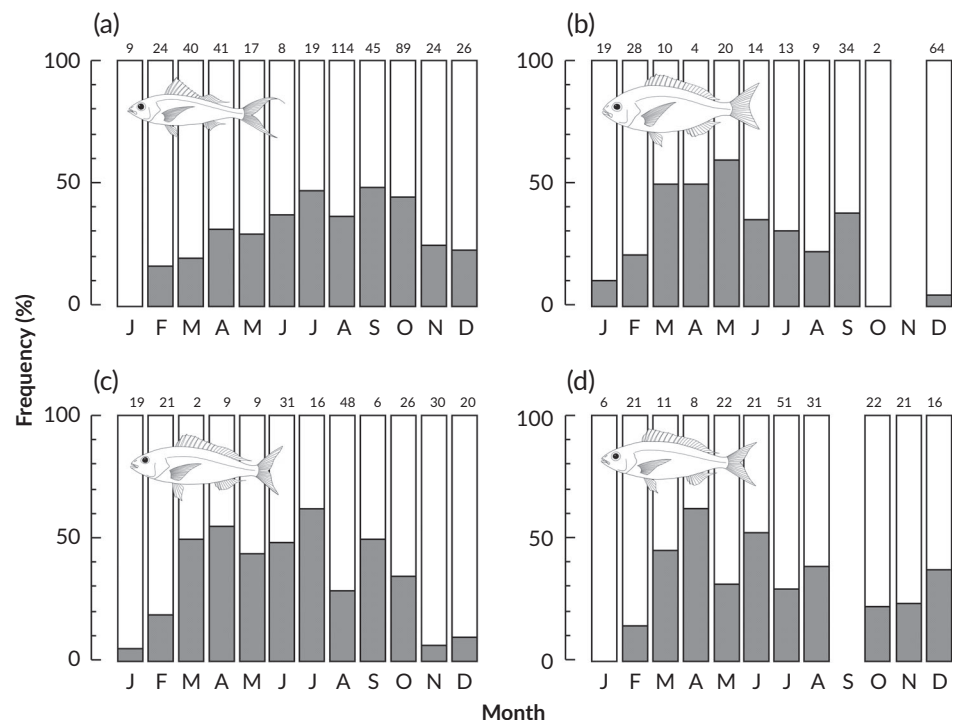 (a)
9 24 40 41 17 8 19 114 45 89 24 26
100
50
0
J F M A M J J A S O N D
(b)
19 28 10 4 20 14 13 9 34 2 64
100
50
0
J F M A M J J A S O N D
Frequency (%)
(c)
19 21 2 9 9 31 16 48 6 26 30 20
100
50
0
J F M A M J J A S O N D
(d)
6 21 11 8 22 21 51 31 22 21 16
100
50
0
J F M A M J J A S O N D
Month